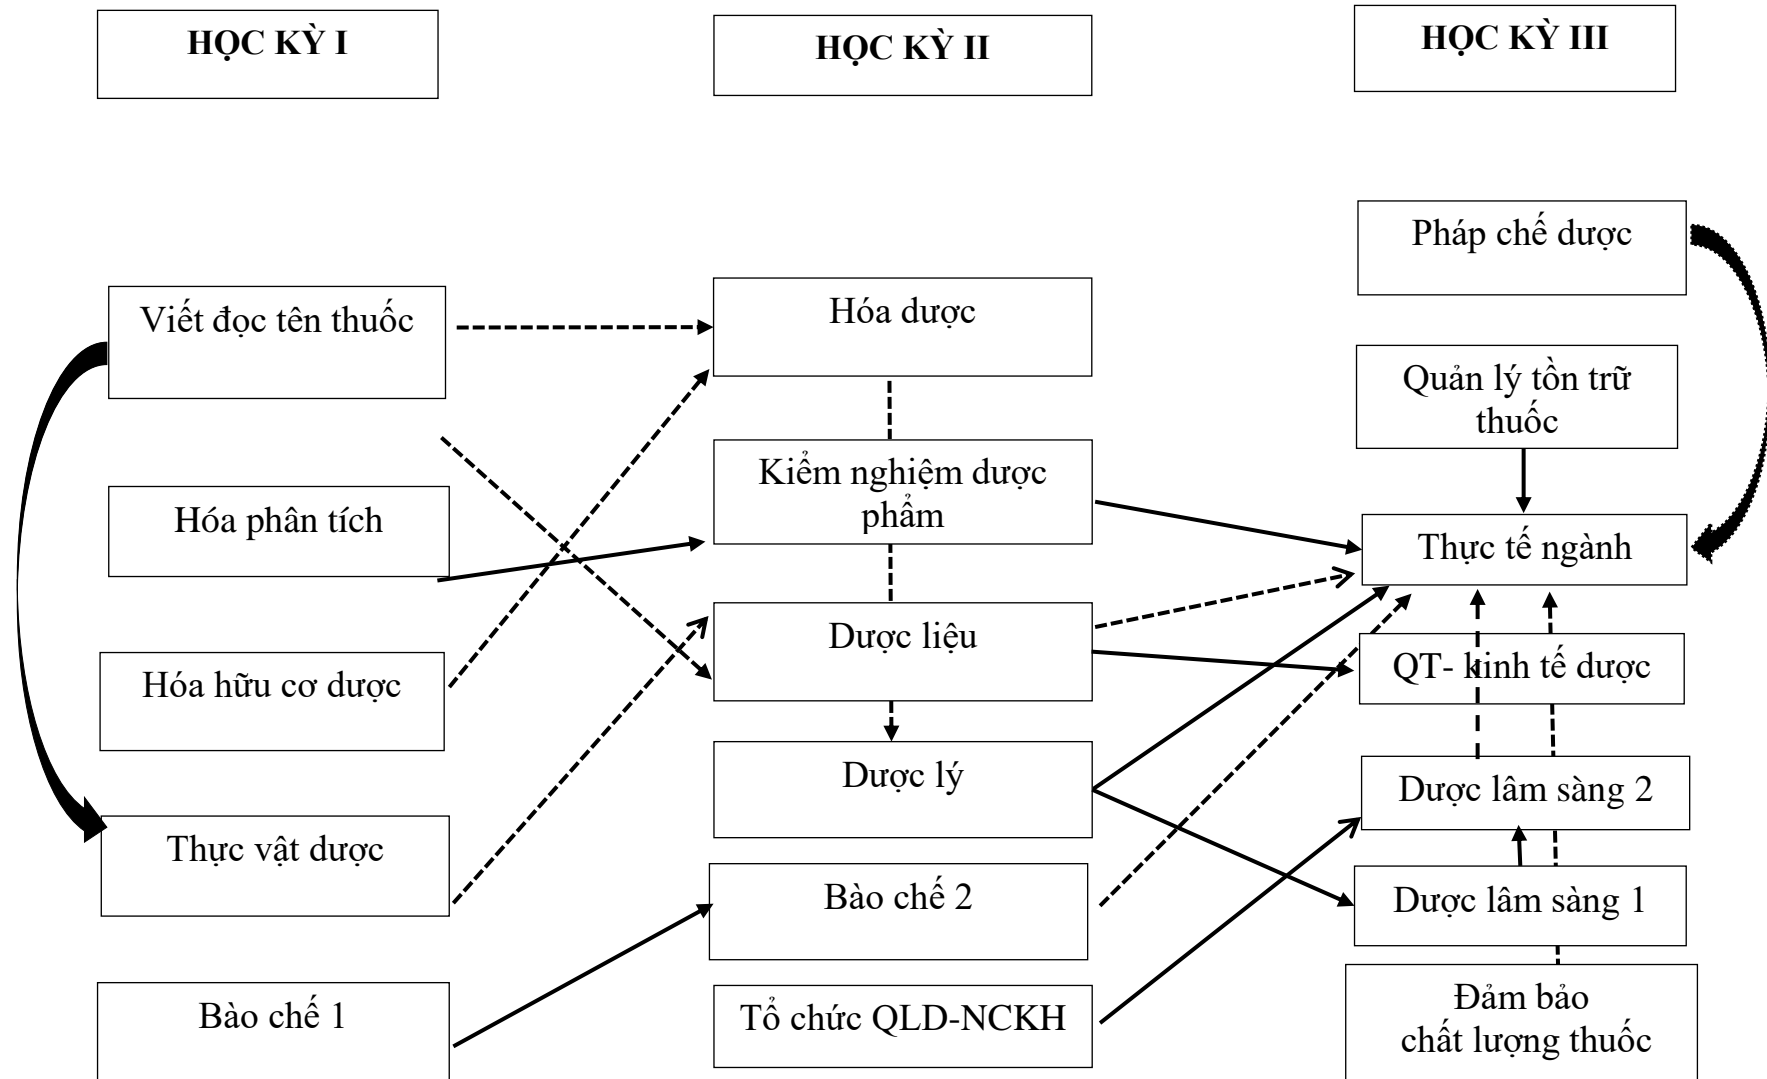 HỌC KỲ I
HỌC KỲ II
HỌC KỲ III
Viết đọc tên thuốc
Hóa phân tích
Hóa hữu cơ dược
Thực vật dược
Bào chế 1
Hóa dược
Kiểm nghiệm dược
phẩm
Dược liệu
Dược lý
Bào chế 2
Tổ chức QLD-NCKH
Pháp chế dược
Quản lý tồn trữ
thuốc
Thực tế ngành
QT- kinh tế dược
Dược lâm sàng 2
Dược lâm sàng 1
Đảm bảo
chất lượng thuốc